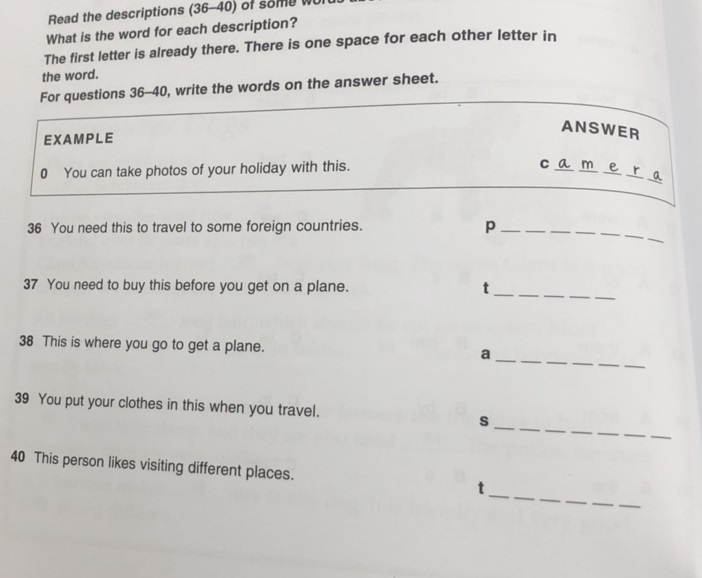 Read the descriptions (36–40) of some
What is the word for each description?
The first letter is already there. There is one space for each other letter in
the word.
For questions 36–40, write the words on the answer sheet.
EXAMPLE ANSWER
0 You can take photos of your holiday with this. c a m e r a
36 You need this to travel to some foreign countries. p _ _ _ _ _ _ _
37 You need to buy this before you get on a plane. t _ _ _ _ _
38 This is where you go to get a plane. a _ _ _ _ _ _
39 You put your clothes in this when you travel. s _ _ _ _ _ _ _
40 This person likes visiting different places. t _ _ _ _ _ _